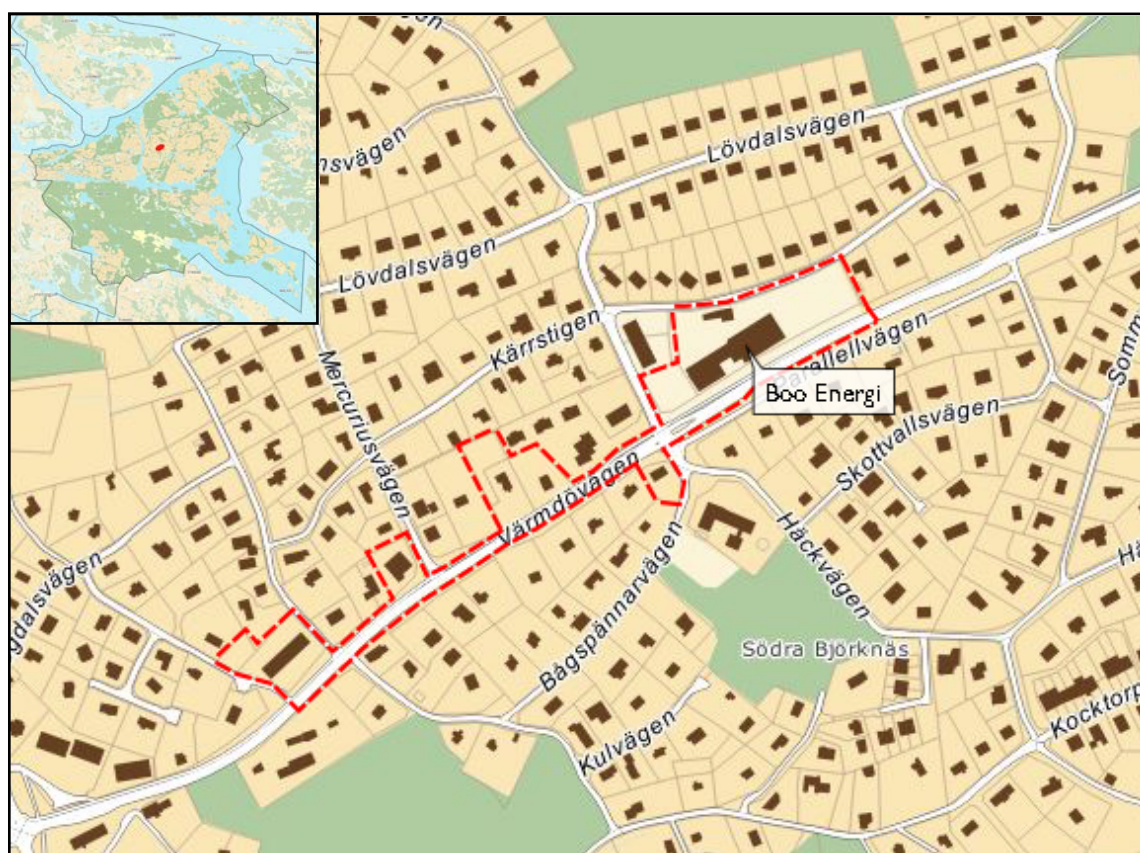 Lövdalsvägen
Lövdalsvägen
Kärrstigen
Mercuriusvägen
Boo Energi
Parallellvägen
Skottvallsvägen
Värmdövägen
Häckvägen
Bågspännarvägen
Södra Björknäs
Kulvägen